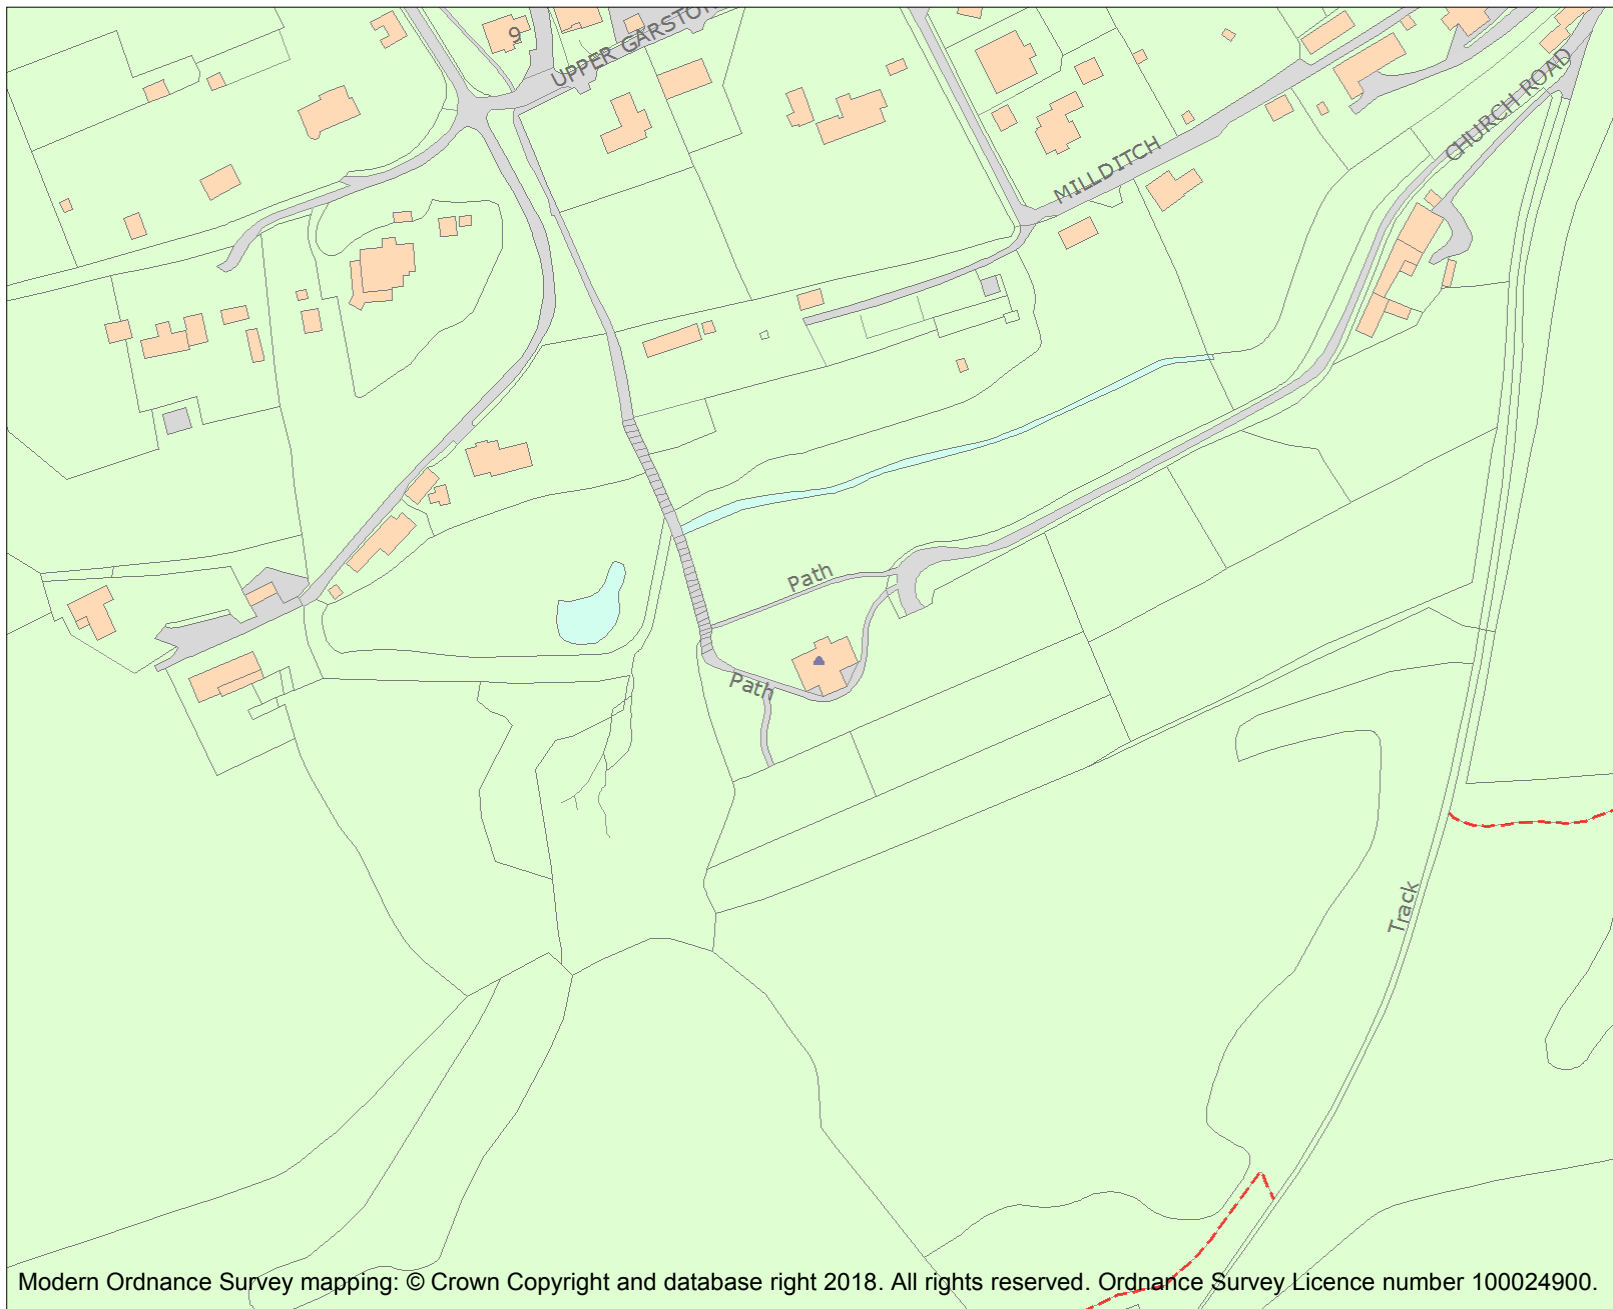 9
UPPER GARSTON
CHURCH ROAD
MILLDITCH
Path
Path
Track
Modern Ordnance Survey mapping: © Crown Copyright and database right 2018. All rights reserved. Ordnance Survey Licence number 100024900.